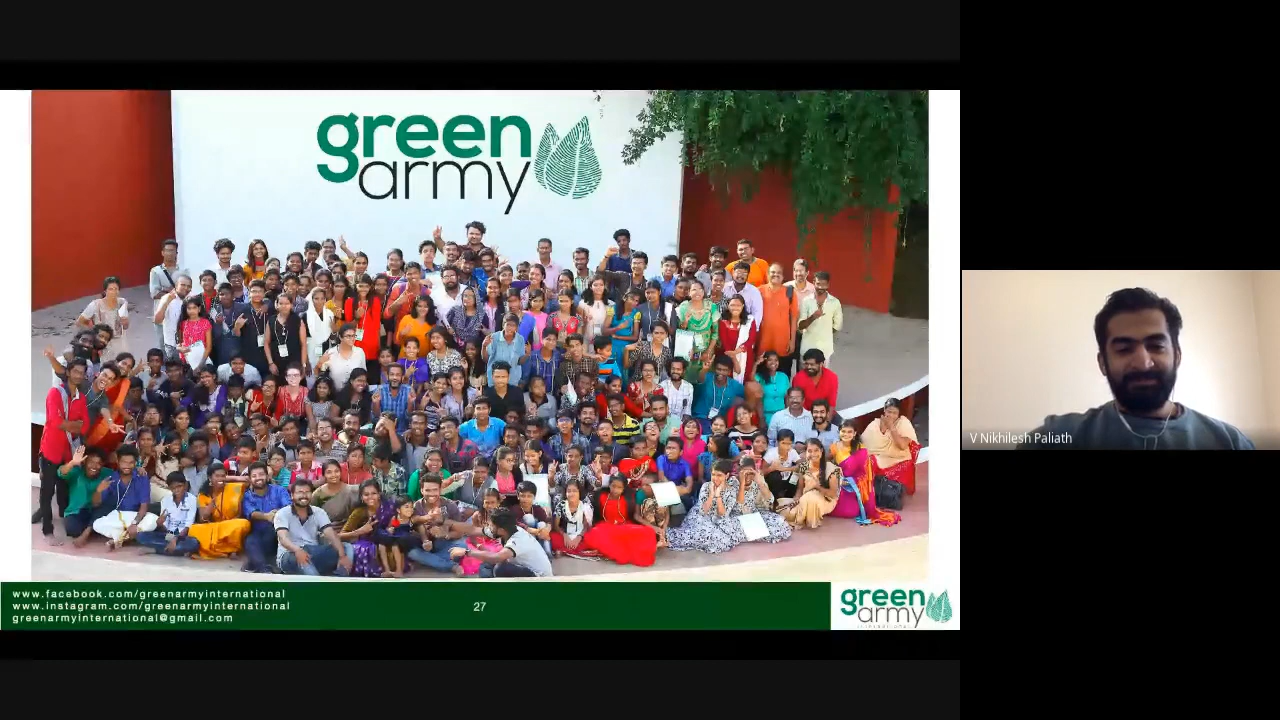 green
army
www.facebook.com/greenarmyinternational
www.instagram.com/greenarmyinternational
greenarmyinternational@gmail.com
27
green
army
V Nikhilesh Paliath